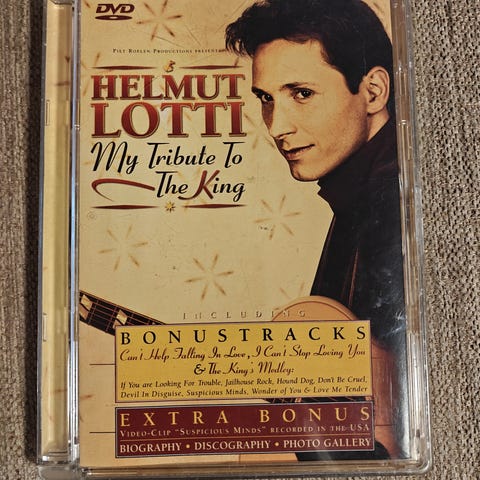 DVD
PIET ROELEN PRODUCTIONS PRESENTS
HELMUT
LOTTI
My Tribute To
The King
INCLUDING
BONUSTRACKS
Can't Help Falling In Love, I Can't Stop Loving You
& The King's Medley:
If You are Looking For Trouble, Jailhouse Rock, Hound Dog, Don't Be Cruel,
Devil In Disguise, Suspicious Minds, Wonder of You & Love Me Tender
EXTRA BONUS
VIDEO-CLIP "SUSPICIOUS MINDS" RECORDED IN THE USA
BIOGRAPHY • DISCOGRAPHY • PHOTO GALLERY